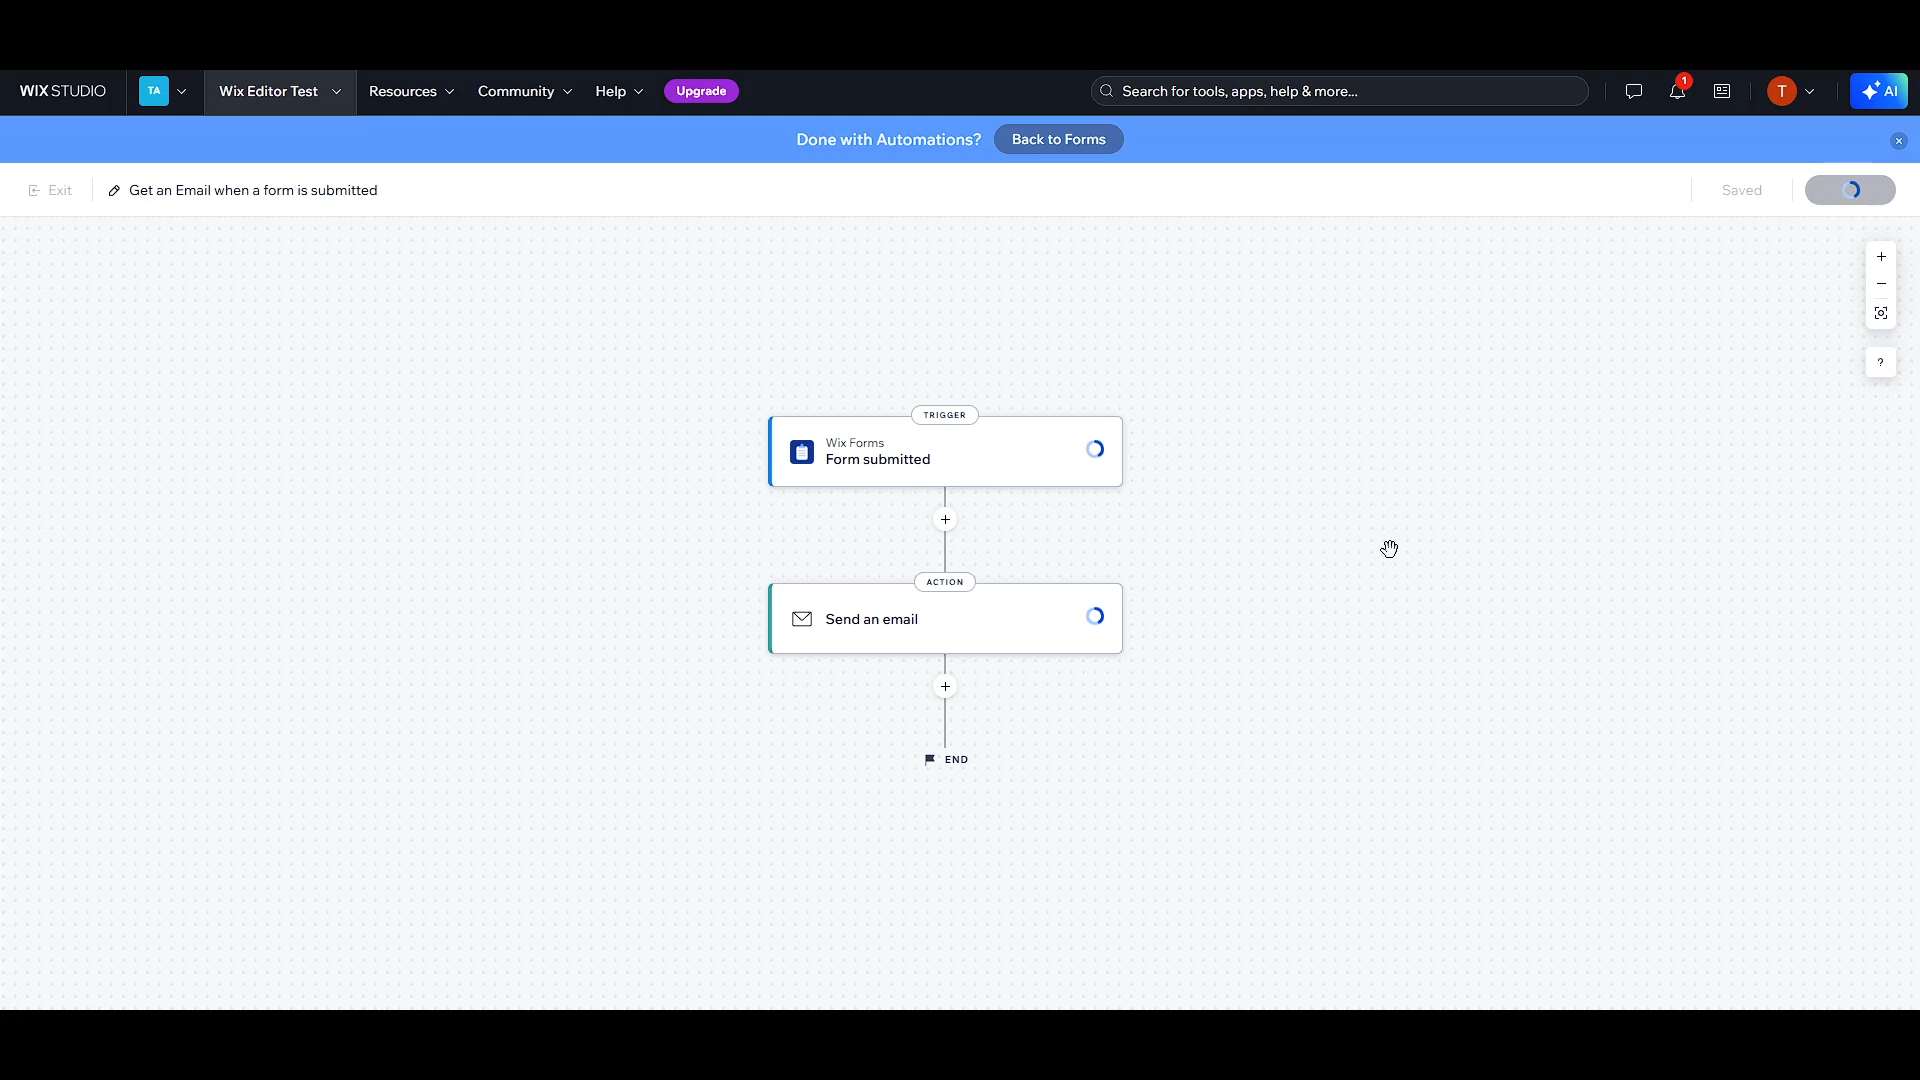 WIX STUDIO
TA
Wix Editor Test
Resources
Community
Help
Upgrade
Search for tools, apps, help & more...
1
T
AI
Done with Automations?
Back to Forms
Exit
Get an Email when a form is submitted
Saved
?
TRIGGER
Wix Forms
Form submitted
ACTION
Send an email
END